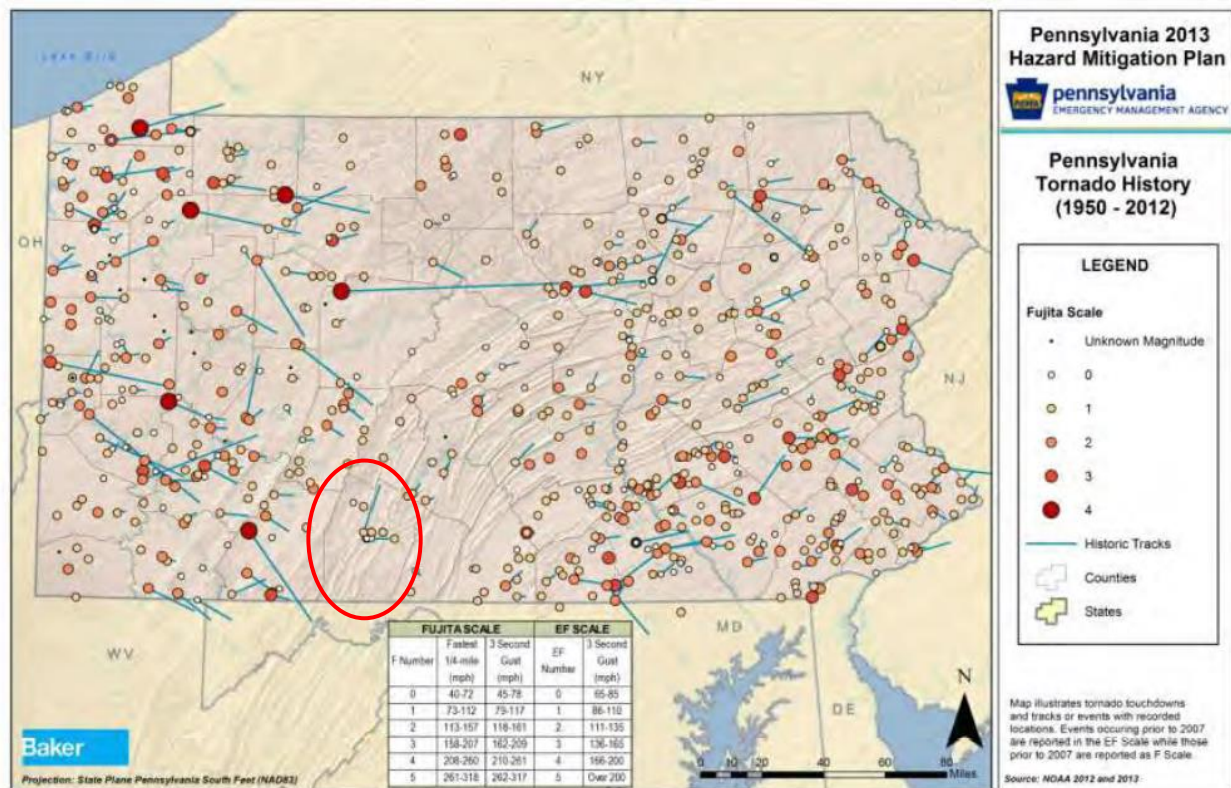 Lake Erie
NY
OH
NJ
WV
MD
DE
N
Baker
Projection: State Plane Pennsylvania South Feet (NAD83)
FUJITA SCALE EF SCALE
F Number Fastest 1/4-mile (mph) 3 Second Gust (mph) EF Number 3 Second Gust (mph)
0 40-72 45-78 0 65-85
1 73-112 79-117 1 86-110
2 113-157 118-161 2 111-135
3 158-207 162-209 3 136-165
4 208-260 210-261 4 166-200
5 261-318 262-317 5 Over 200
0 10 20 40 60 80
Miles
Pennsylvania 2013
Hazard Mitigation Plan
pennsylvania
EMERGENCY MANAGEMENT AGENCY
Pennsylvania
Tornado History
(1950 - 2012)
LEGEND
Fujita Scale
Unknown Magnitude
0
1
2
3
4
Historic Tracks
Counties
States
Map illustrates tornado touchdowns
and tracks or events with recorded
locations. Events occuring prior to 2007
are reported in the EF Scale while those
prior to 2007 are reported as F Scale
Source: NOAA 2012 and 2013